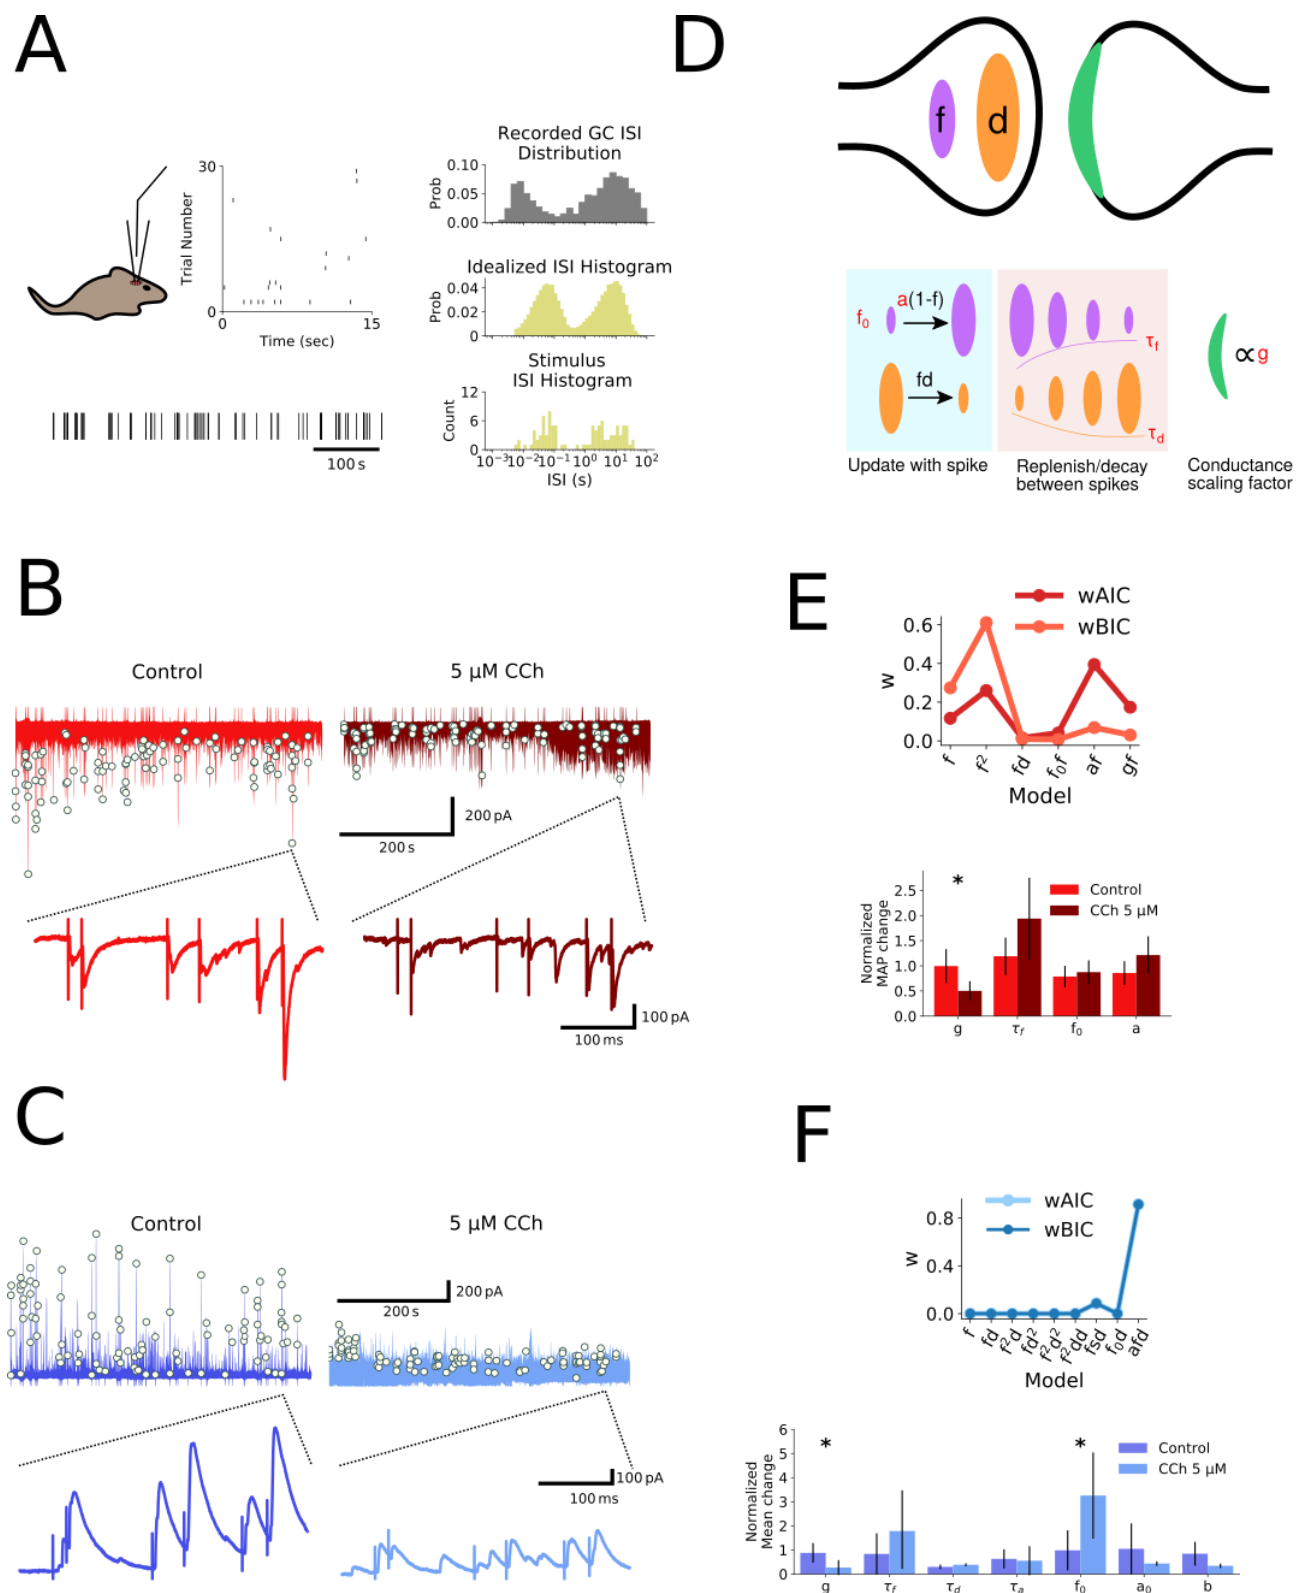 A
Recorded GC ISI
Distribution
Prob
0.10
0.05
0.00
Trial Number
30
0
0
15
Time (sec)
Idealized ISI Histogram
Prob
0.04
0.02
0
Stimulus
ISI Histogram
Count
12
6
0
10⁻³ 10⁻² 10⁻¹ 10⁰ 10¹ 10²
ISI (s)
100 s
D
f
d
f₀
a(1-f)
fd
τf
τd
∝g
Update with spike
Replenish/decay
between spikes
Conductance
scaling factor
B
Control
5 µM CCh
200 pA
200 s
100 pA
100 ms
C
Control
5 µM CCh
200 pA
200 s
100 pA
100 ms
E
wAIC
wBIC
w
0.6
0.4
0.2
0.0
f
f²
fd
f₀f
af
gf
Model
Normalized
MAP change
2.5
2.0
1.5
1.0
0.5
0.0
*
Control
CCh 5 µM
g
τf
f₀
a
F
wAIC
wBIC
w
0.8
0.4
0.0
f
fd
f²d
fd²
f²d²
f²dd
fsd
f₀d
afd
Model
Normalized
Mean change
6
5
4
3
2
1
0
*
*
Control
CCh 5 µM
g
τf
τd
τa
f₀
a₀
b